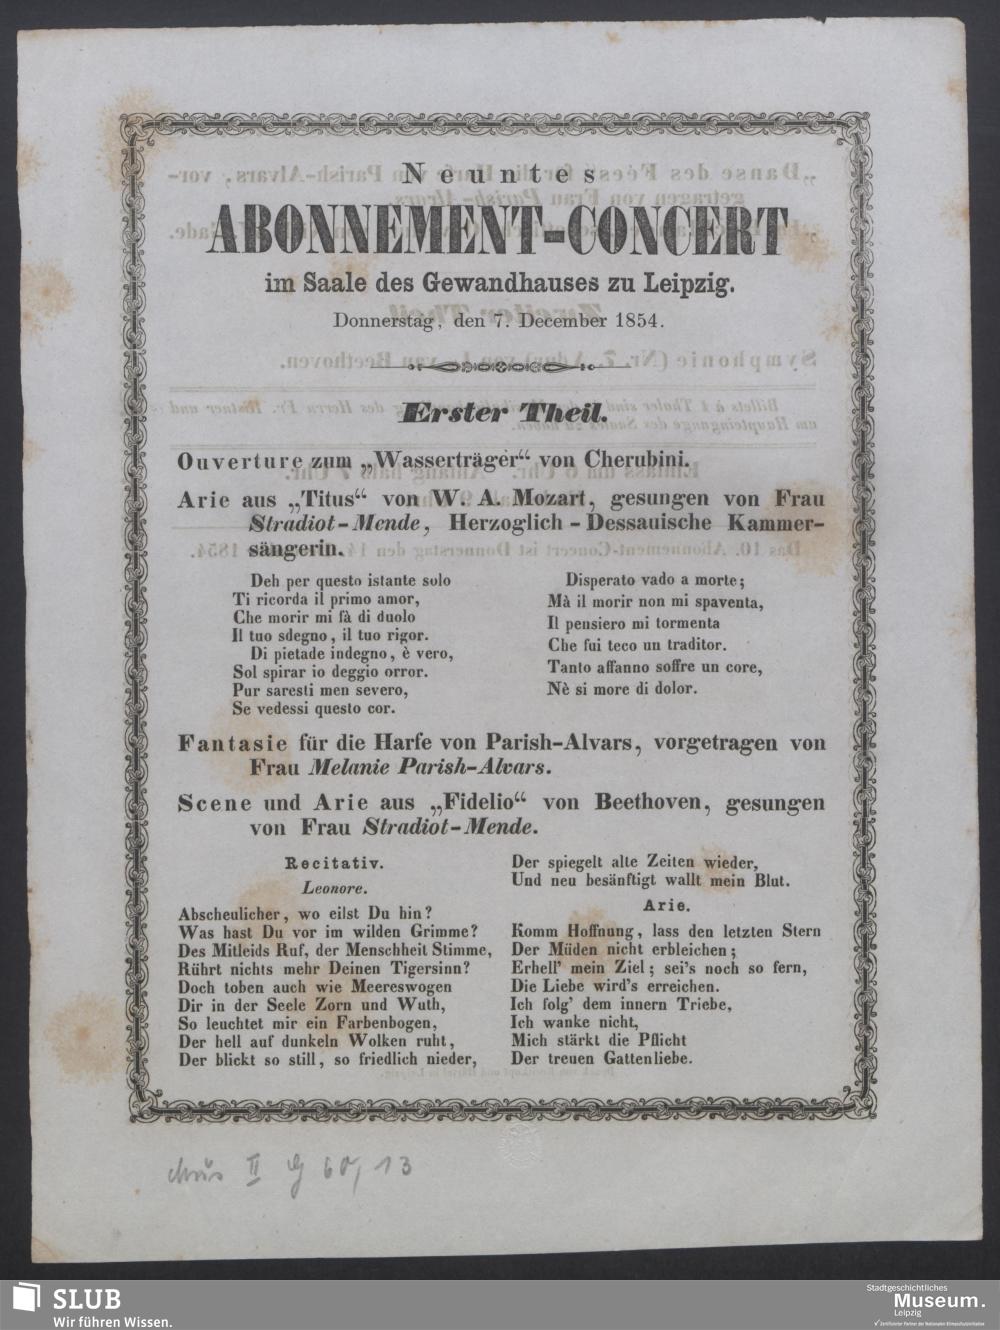 Neuntes
ABONNEMENT-CONCERT
im Saale des Gewandhauses zu Leipzig.
Donnerstag, den 7. December 1854.
Erster Theil.
Ouverture zum „Wasserträger“ von Cherubini.
Arie aus „Titus“ von W. A. Mozart, gesungen von Frau
Stradiot-Mende, Herzoglich-Dessauische Kammer-
sängerin.
Deh per questo istante solo
Ti ricorda il primo amor,
Che morir mi fà di duolo
Il tuo sdegno, il tuo rigor.
Di pietade indegno, è vero,
Sol spirar io deggio orror.
Pur saresti men severo,
Se vedessi questo cor.
Disperato vado a morte;
Mà il morir non mi spaventa,
Il pensiero mi tormenta
Che fui teco un traditor.
Tanto affanno soffre un core,
Nè si more di dolor.
Fantasie für die Harfe von Parish-Alvars, vorgetragen von
Frau Melanie Parish-Alvars.
Scene und Arie aus „Fidelio“ von Beethoven, gesungen
von Frau Stradiot-Mende.
Recitativ.
Leonore.
Abscheulicher, wo eilst Du hin?
Was hast Du vor im wilden Grimme?
Des Mitleids Ruf, der Menschheit Stimme,
Rührt nichts mehr Deinen Tigersinn?
Doch toben auch wie Meereswogen
Dir in der Seele Zorn und Wuth,
So leuchtet mir ein Farbenbogen,
Der hell auf dunkeln Wolken ruht,
Der blickt so still, so friedlich nieder,
Der spiegelt alte Zeiten wieder,
Und neu besänftigt wallt mein Blut.
Arie.
Komm Hoffnung, lass den letzten Stern
Der Müden nicht erbleichen;
Erhell' mein Ziel; sei's noch so fern,
Die Liebe wird's erreichen.
Ich folg' dem innern Triebe,
Ich wanke nicht,
Mich stärkt die Pflicht
Der treuen Gattenliebe.
II 60, 13
SLUB
Wir führen Wissen.
Stadtgeschichtliches
Museum.
Leipzig
Zertifizierter Partner der Nationalen Klimaschutzinitiative